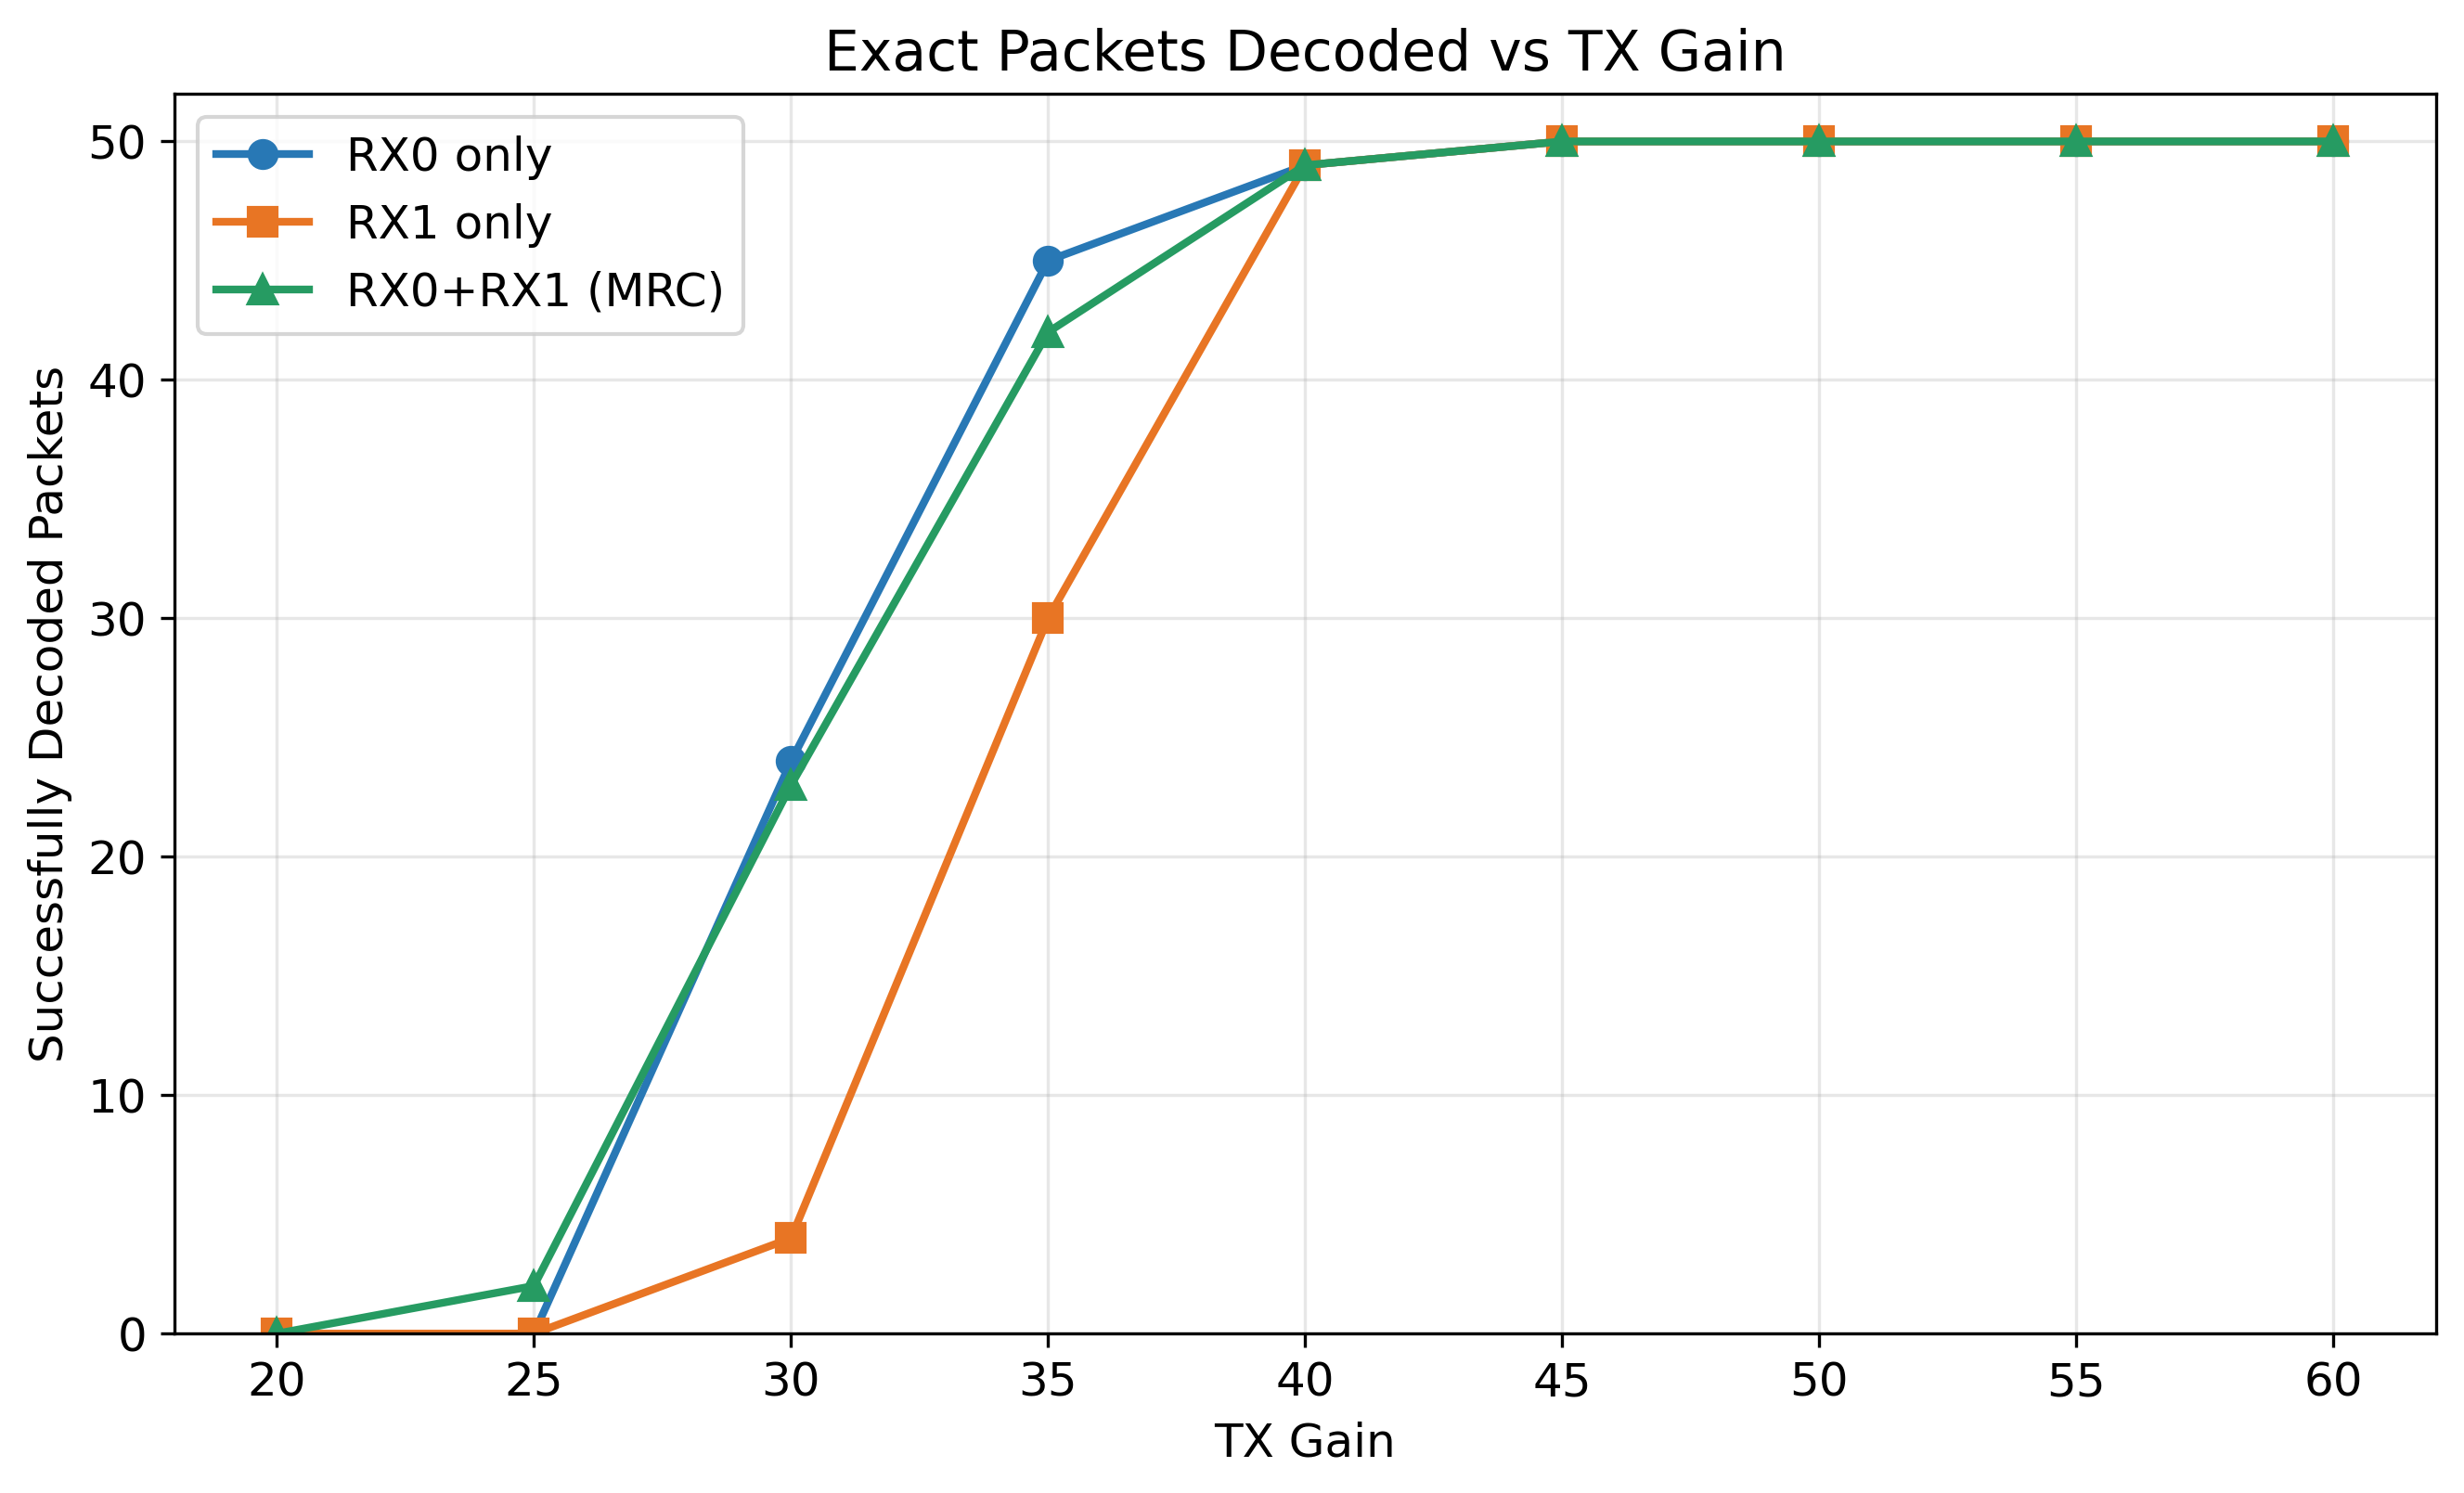 Exact Packets Decoded vs TX Gain
RX0 only
RX1 only
RX0+RX1 (MRC)
Successfully Decoded Packets
50
40
30
20
10
0
20 25 30 35 40 45 50 55 60
TX Gain